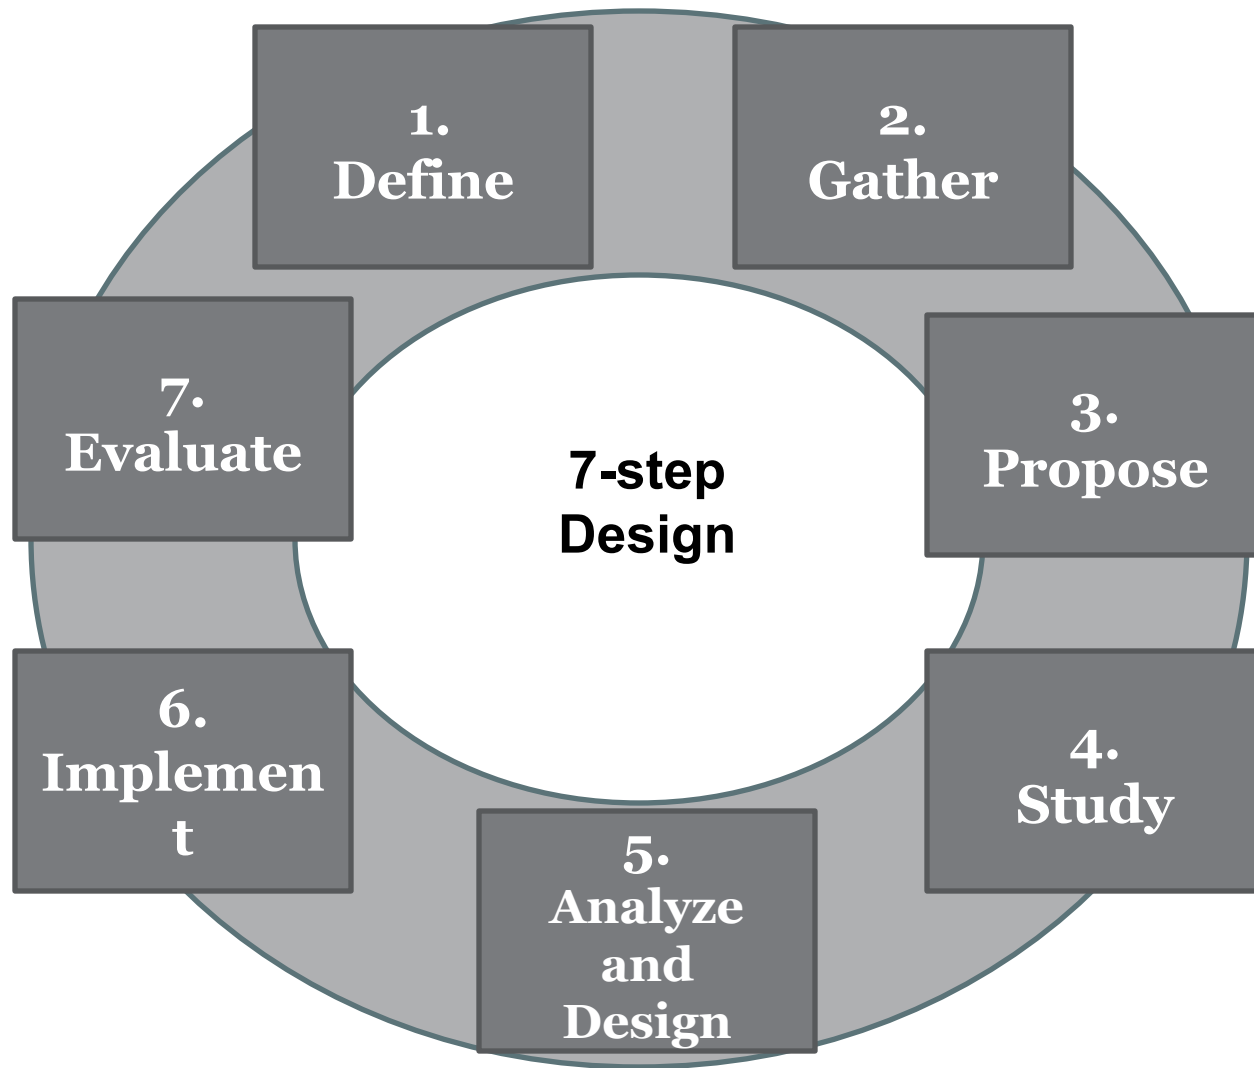 1.
Define
2.
Gather
3.
Propose
4.
Study
5.
Analyze
and
Design
6.
Implemen
t
7.
Evaluate
7-step
Design